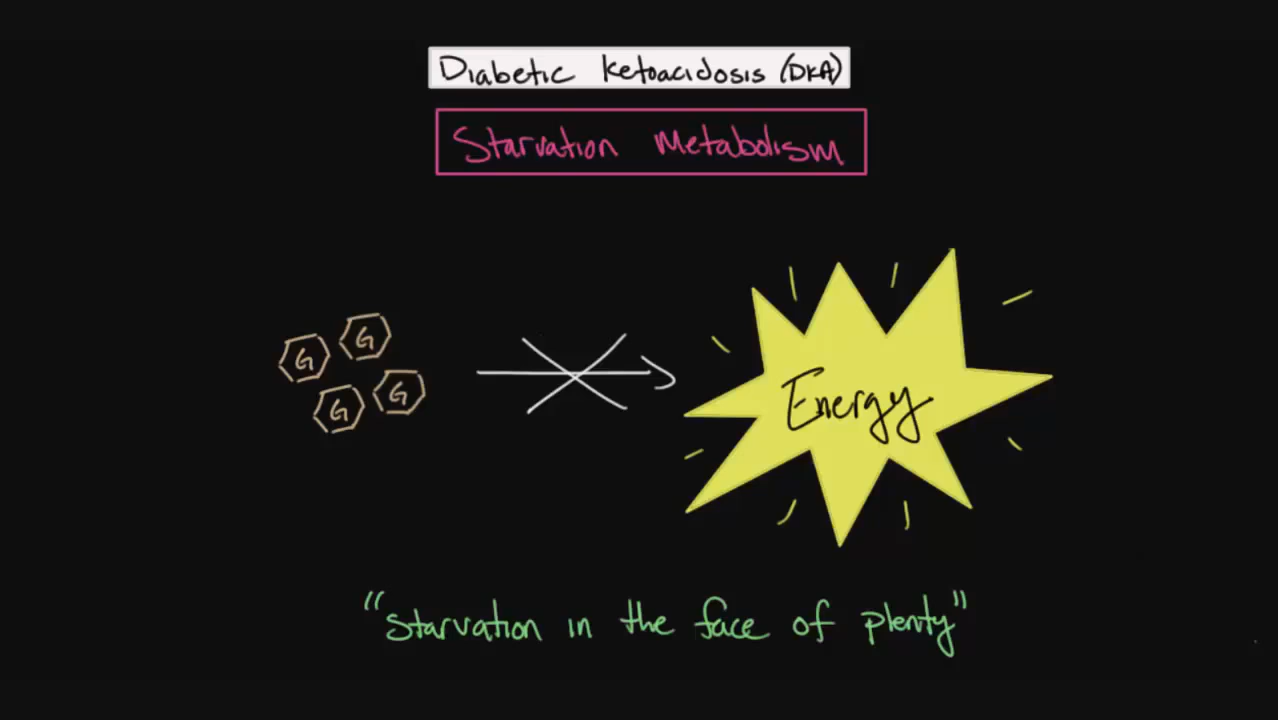 Diabetic Ketoacidosis (DKA)
Starvation Metabolism
G
G
G
G
Energy
"Starvation in the face of plenty"